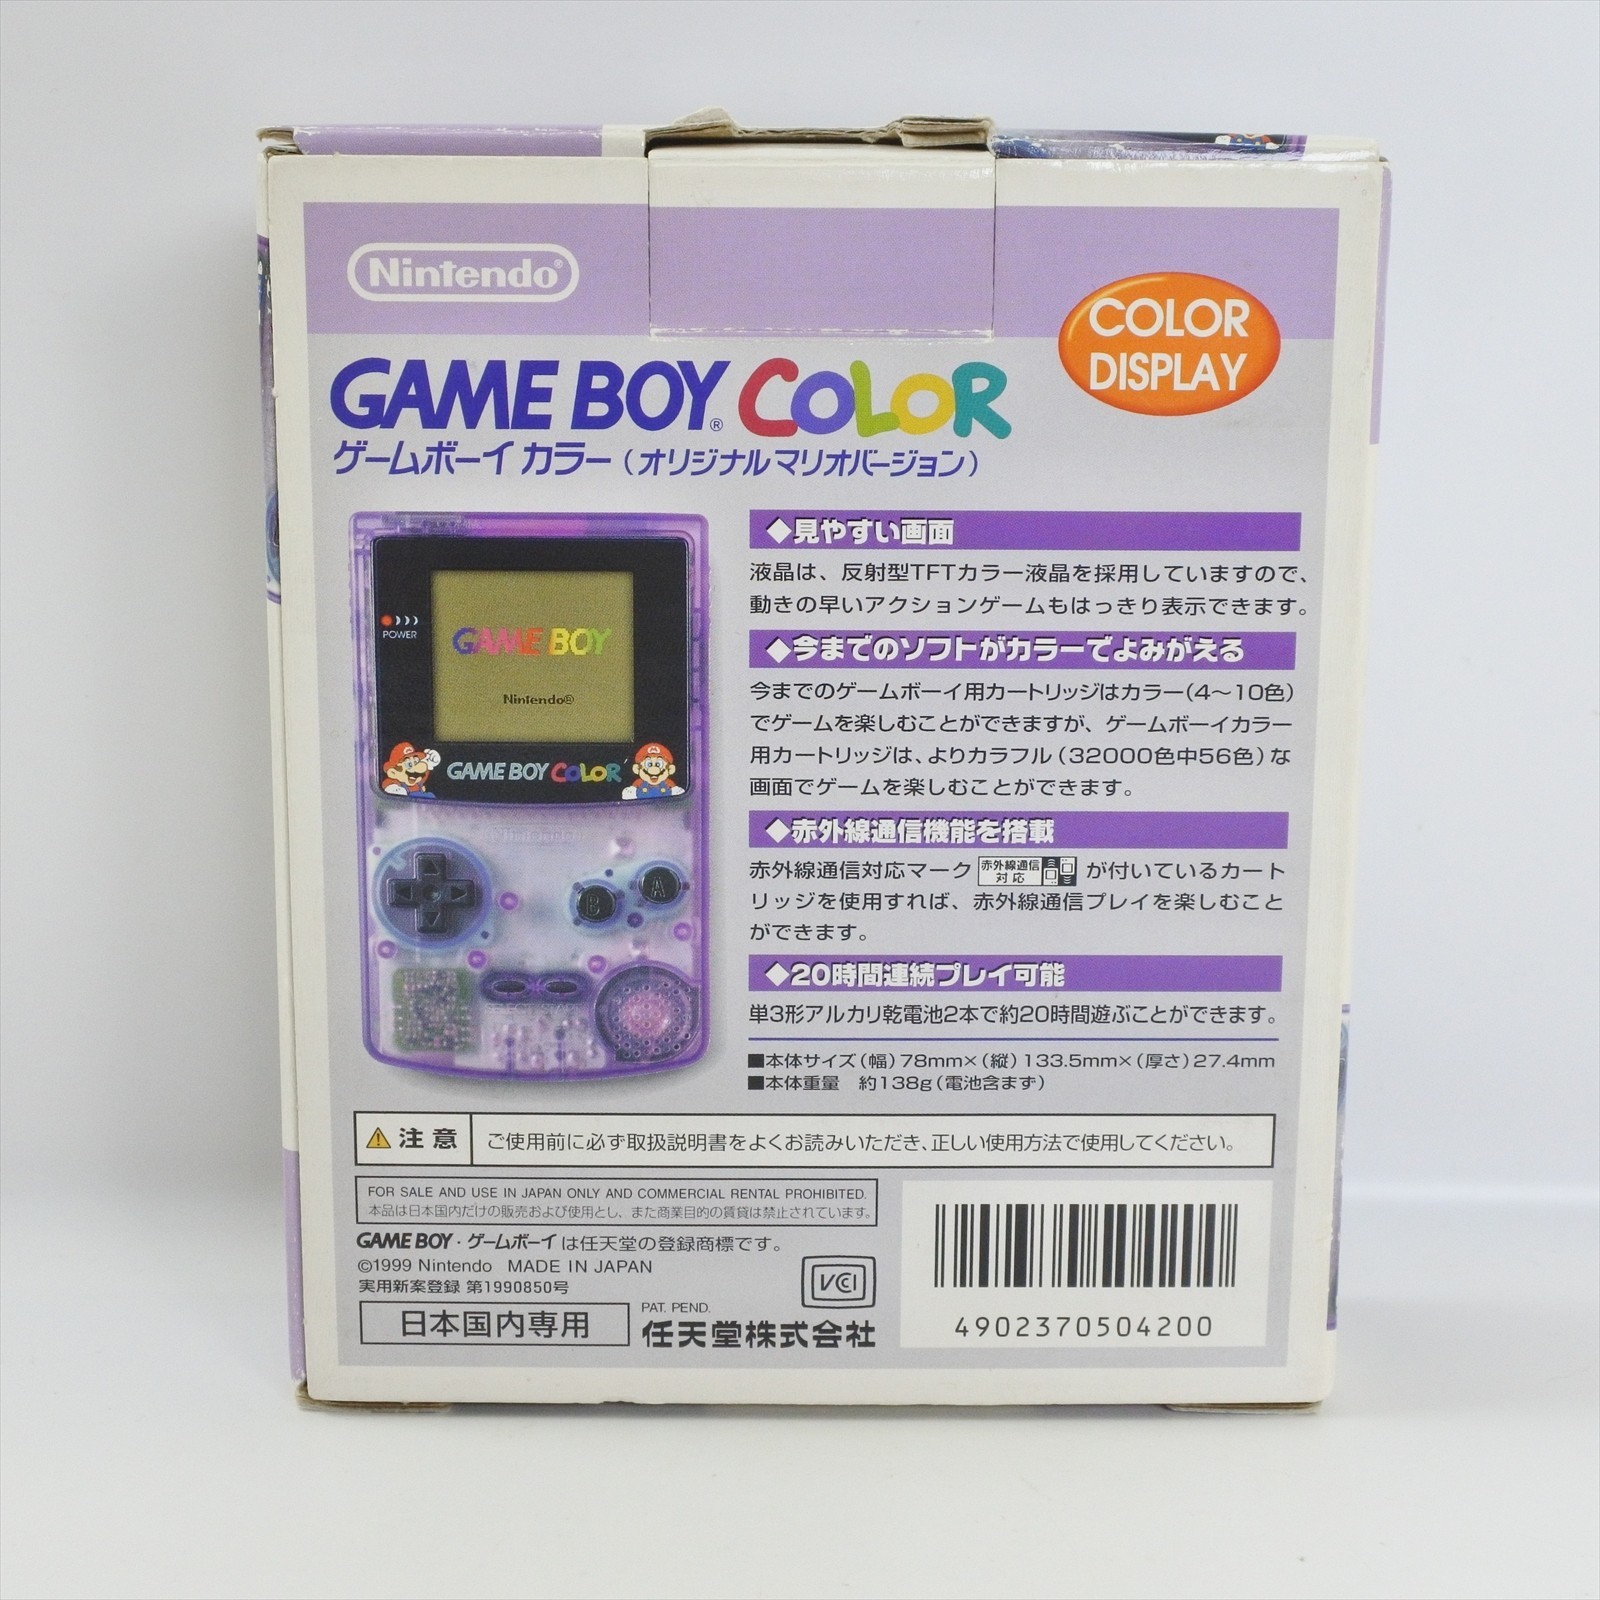 Nintendo®
COLOR
DISPLAY
GAME BOY® COLOR
ゲームボーイ カラー（オリジナルマリオバージョン）
POWER
GAME BOY
Nintendo®
GAME BOY COLOR
Nintendo
B
A
◆見やすい画面
液晶は、反射型TFTカラー液晶を採用していますので、
動きの早いアクションゲームもはっきり表示できます。
◆今までのソフトがカラーでよみがえる
今までのゲームボーイ用カートリッジはカラー（4〜10色）
でゲームを楽しむことができますが、ゲームボーイカラー
用カートリッジは、よりカラフル（32000色中56色）な
画面でゲームを楽しむことができます。
◆赤外線通信機能を搭載
赤外線通信対応マーク 赤外線通信対応 が付いているカート
リッジを使用すれば、赤外線通信プレイを楽しむこと
ができます。
◆20時間連続プレイ可能
単3形アルカリ乾電池2本で約20時間遊ぶことができます。
■本体サイズ（幅）78mm×（縦）133.5mm×（厚さ）27.4mm
■本体重量 約138g（電池含まず）
注意 ご使用前に必ず取扱説明書をよくお読みいただき、正しい使用方法で使用してください。
FOR SALE AND USE IN JAPAN ONLY AND COMMERCIAL RENTAL PROHIBITED.
本品は日本国内だけの販売および使用とし、また商業目的の賃貸は禁止されています。
GAME BOY・ゲームボーイ は任天堂の登録商標です。
©1999 Nintendo MADE IN JAPAN
実用新案登録 第1990850号
VCCI
日本国内専用
PAT. PEND.
任天堂株式会社
4902370504200